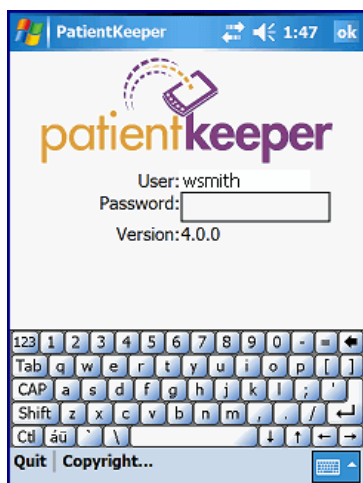 PatientKeeper 1:47 ok
patientkeeper
User: wsmith
Password:
Version: 4.0.0
123 1 2 3 4 5 6 7 8 9 0 - =
Tab q w e r t y u i o p [ ]
CAP a s d f g h j k l ; '
Shift z x c v b n m , . /
Ctl áü ` \
Quit Copyright...